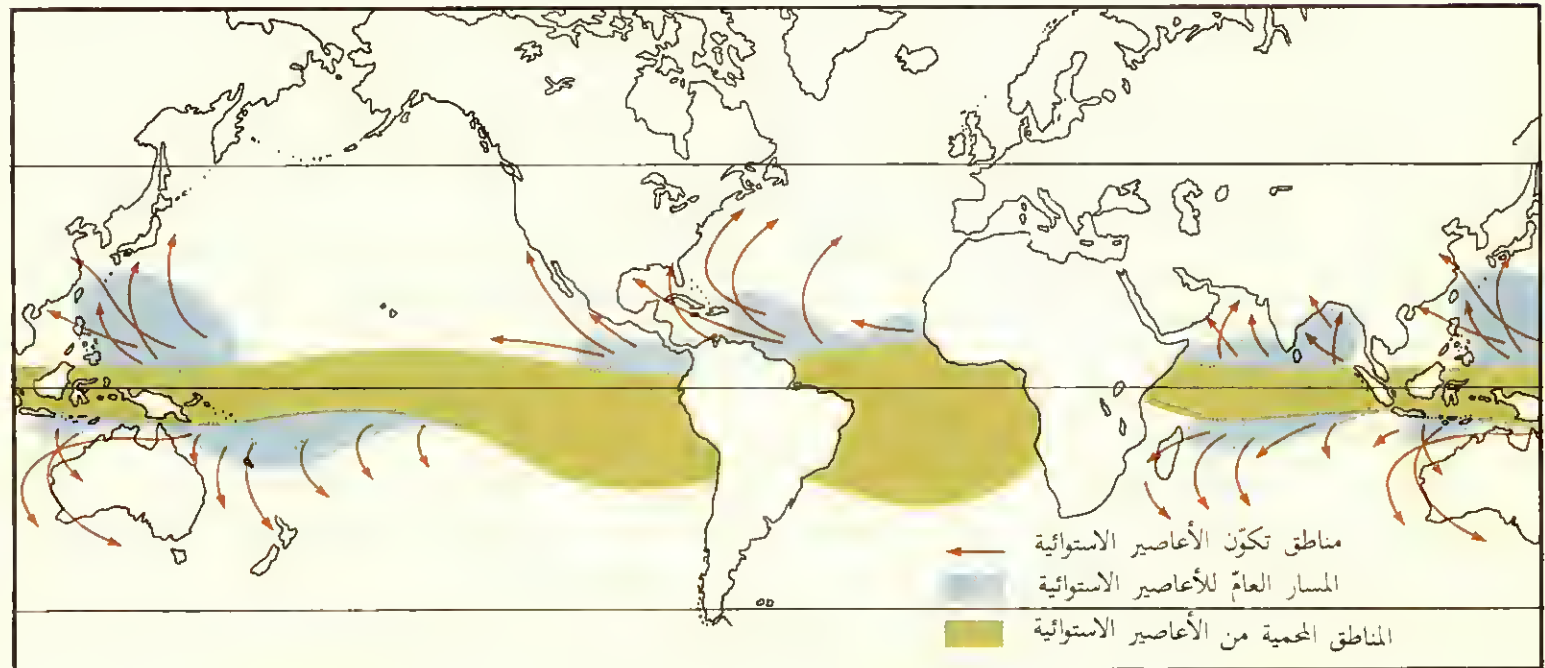 مناطق تكوّن الأعاصير الاستوائية
المسار العامّ للأعاصير الاستوائية
المناطق المحمية من الأعاصير الاستوائية